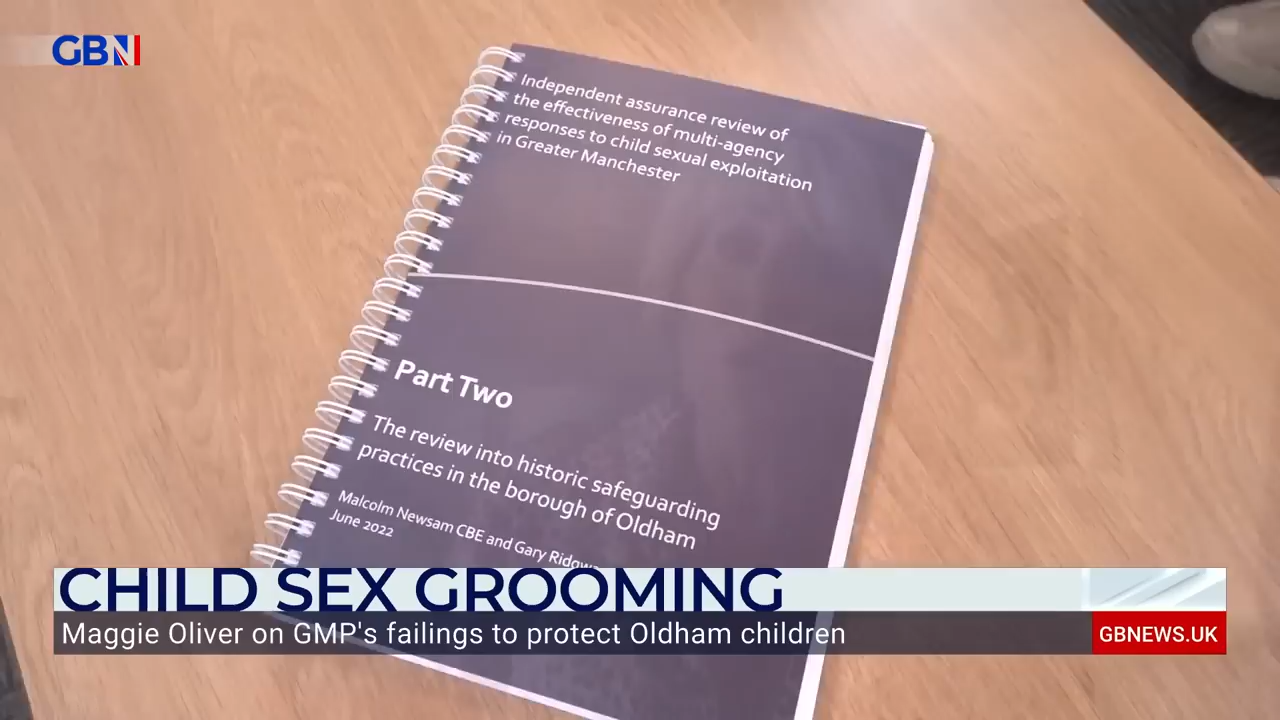 GBN
Independent assurance review of
the effectiveness of multi-agency
responses to child sexual exploitation
in Greater Manchester
Part Two
The review into historic safeguarding
practices in the borough of Oldham
Malcolm Newsam CBE and Gary
June 2022
CHILD SEX GROOMING
Maggie Oliver on GMP's failings to protect Oldham children
GBNEWS.UK